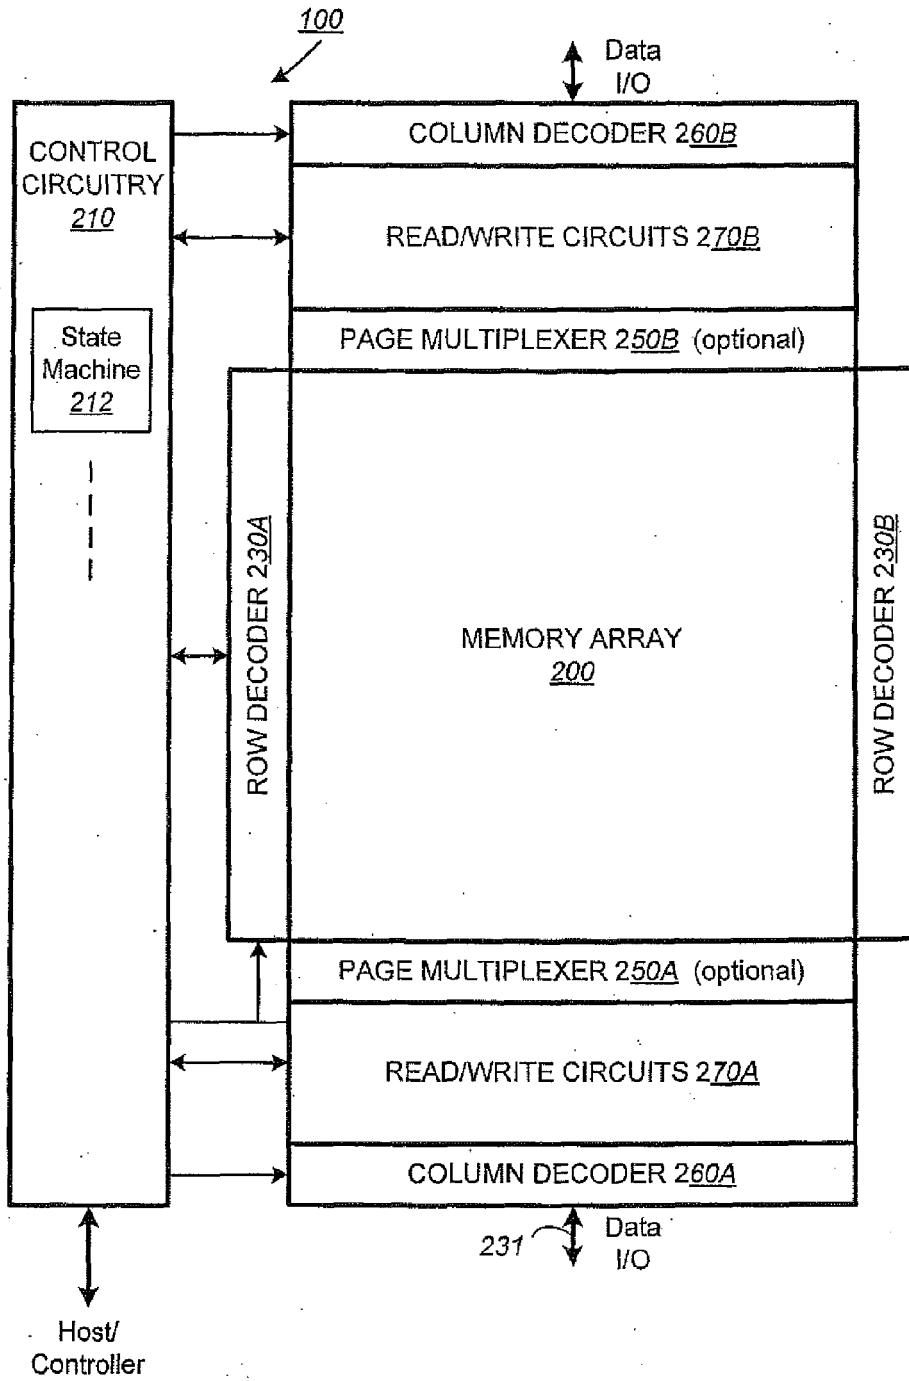 100
Data
I/O
COLUMN DECODER 260B
CONTROL
CIRCUITRY
210
READ/WRITE CIRCUITS 270B
State
Machine
212
PAGE MULTIPLEXER 250B (optional)
ROW DECODER 230A
MEMORY ARRAY
200
ROW DECODER 230B
PAGE MULTIPLEXER 250A (optional)
READ/WRITE CIRCUITS 270A
COLUMN DECODER 260A
231
Data
I/O
Host/
Controller